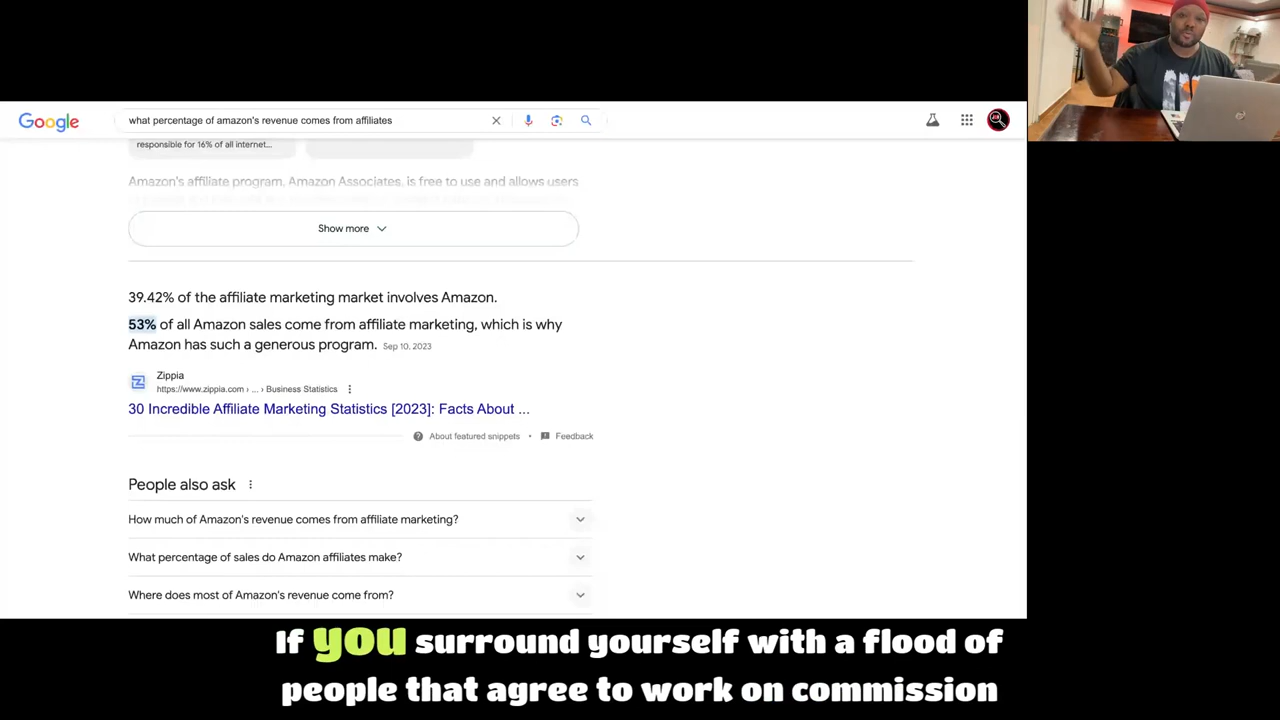 Google
what percentage of amazon's revenue comes from affiliates
responsible for 16% of all internet...
Amazon's affiliate program, Amazon Associates, is free to use and allows users
Show more
39.42% of the affiliate marketing market involves Amazon.
53% of all Amazon sales come from affiliate marketing, which is why
Amazon has such a generous program. Sep 10, 2023
Zippia
https://www.zippia.com › ... › Business Statistics
30 Incredible Affiliate Marketing Statistics [2023]: Facts About ...
About featured snippets • Feedback
People also ask
How much of Amazon's revenue comes from affiliate marketing?
What percentage of sales do Amazon affiliates make?
Where does most of Amazon's revenue come from?
If you surround yourself with a flood of
people that agree to work on commission